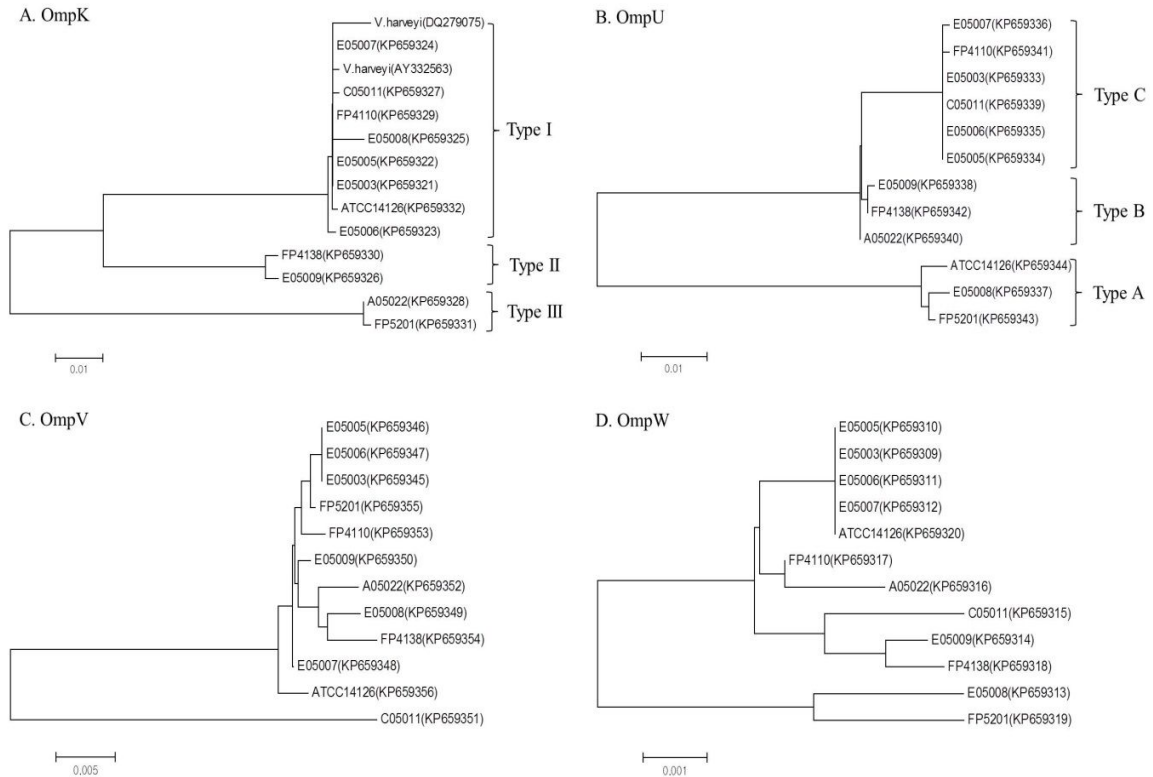 A. OmpK
V.harveyi(DQ279075)
E05007(KP659324)
V.harveyi(AY332563)
C05011(KP659327)
FP4110(KP659329)
E05008(KP659325)
E05005(KP659322)
E05003(KP659321)
ATCC14126(KP659332)
E05006(KP659323)
Type I
FP4138(KP659330)
E05009(KP659326)
Type II
A05022(KP659328)
FP5201(KP659331)
Type III
0.01
B. OmpU
E05007(KP659336)
FP4110(KP659341)
E05003(KP659333)
C05011(KP659339)
E05006(KP659335)
E05005(KP659334)
Type C
E05009(KP659338)
FP4138(KP659342)
A05022(KP659340)
Type B
ATCC14126(KP659344)
E05008(KP659337)
FP5201(KP659343)
Type A
0.01
C. OmpV
E05005(KP659346)
E05006(KP659347)
E05003(KP659345)
FP5201(KP659355)
FP4110(KP659353)
E05009(KP659350)
A05022(KP659352)
E05008(KP659349)
FP4138(KP659354)
E05007(KP659348)
ATCC14126(KP659356)
C05011(KP659351)
0.005
D. OmpW
E05005(KP659310)
E05003(KP659309)
E05006(KP659311)
E05007(KP659312)
ATCC14126(KP659320)
FP4110(KP659317)
A05022(KP659316)
C05011(KP659315)
E05009(KP659314)
FP4138(KP659318)
E05008(KP659313)
FP5201(KP659319)
0.001